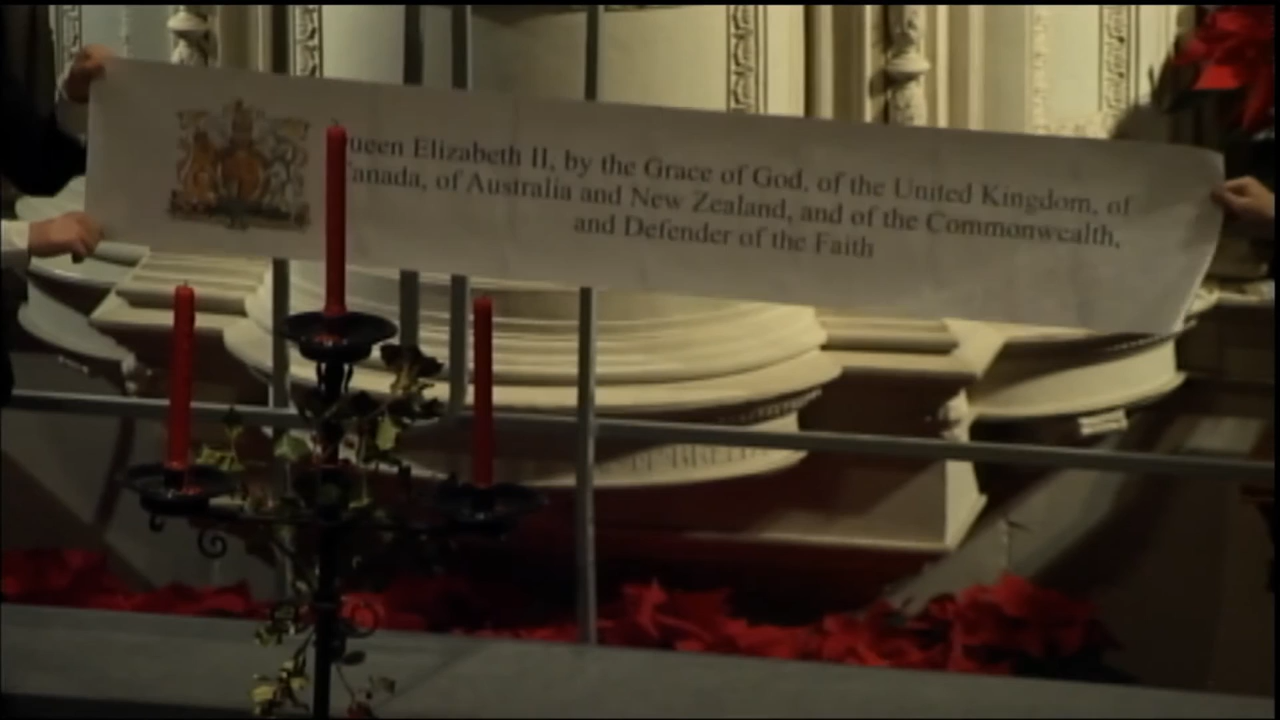 ueen Elizabeth II, by the Grace of God, of the United Kingdom, of
Canada, of Australia and New Zealand, and of the Commonwealth,
and Defender of the Faith